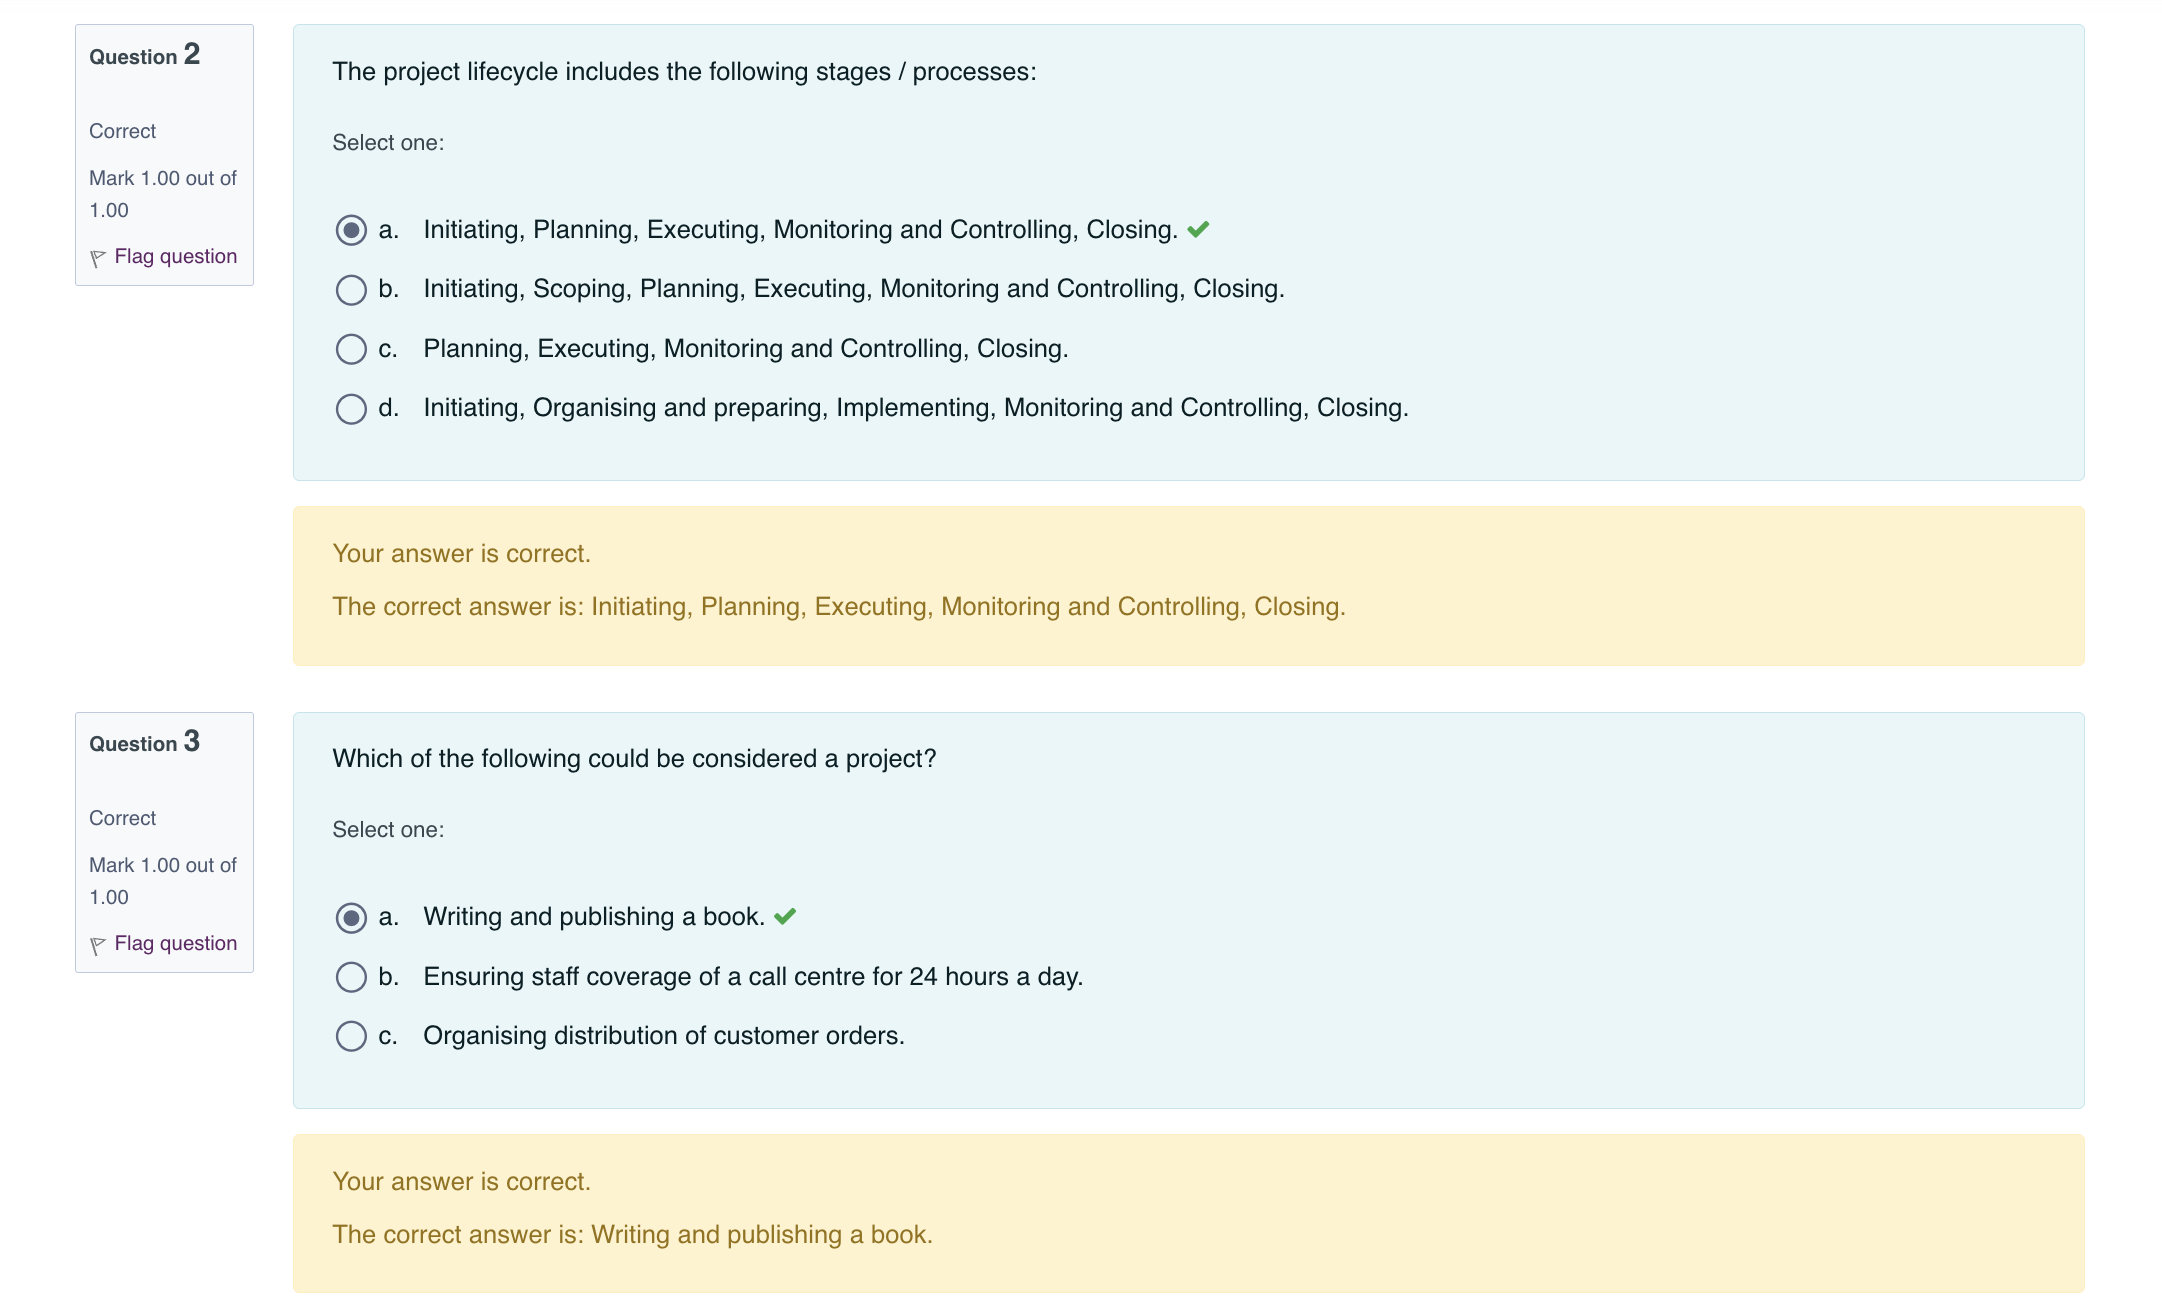 Question 2
Correct
Mark 1.00 out of
1.00
Flag question
The project lifecycle includes the following stages / processes:
Select one:
a. Initiating, Planning, Executing, Monitoring and Controlling, Closing.
b. Initiating, Scoping, Planning, Executing, Monitoring and Controlling, Closing.
c. Planning, Executing, Monitoring and Controlling, Closing.
d. Initiating, Organising and preparing, Implementing, Monitoring and Controlling, Closing.
Your answer is correct.
The correct answer is: Initiating, Planning, Executing, Monitoring and Controlling, Closing.
Question 3
Correct
Mark 1.00 out of
1.00
Flag question
Which of the following could be considered a project?
Select one:
a. Writing and publishing a book.
b. Ensuring staff coverage of a call centre for 24 hours a day.
c. Organising distribution of customer orders.
Your answer is correct.
The correct answer is: Writing and publishing a book.